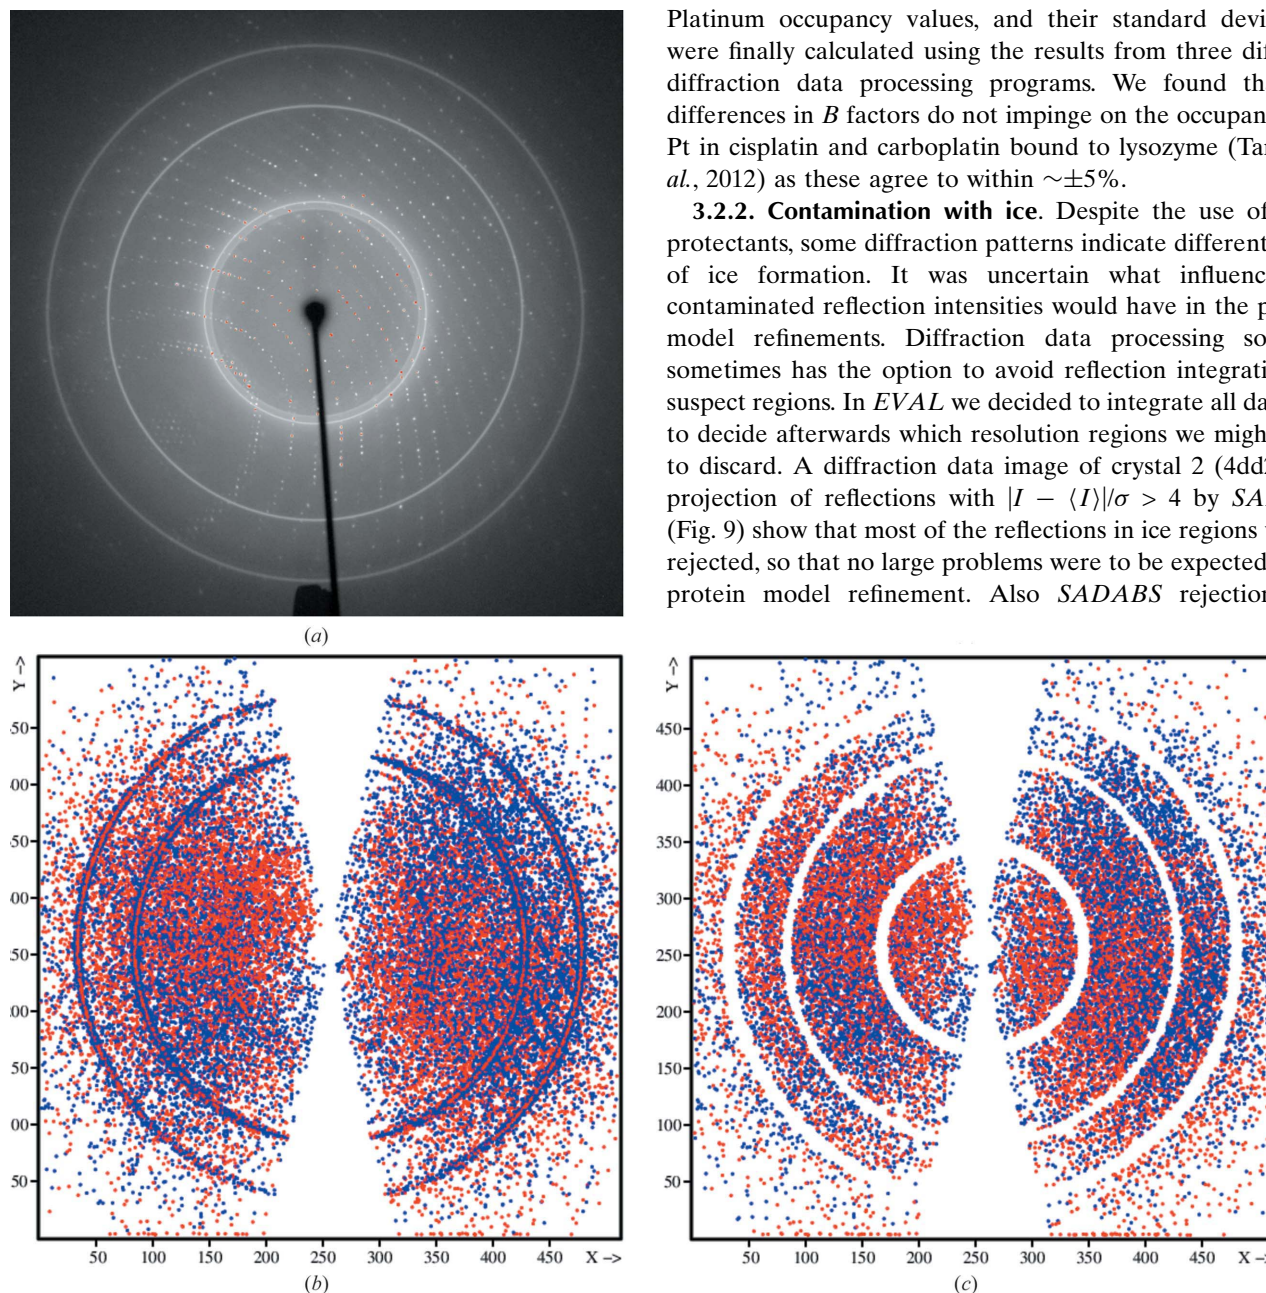 Platinum occupancy values, and their standard devi
were finally calculated using the results from three dif
diffraction data processing programs. We found th
differences in B factors do not impinge on the occupan
Pt in cisplatin and carboplatin bound to lysozyme (Tar
al., 2012) as these agree to within ∼±5%.
3.2.2. Contamination with ice. Despite the use of
protectants, some diffraction patterns indicate different
of ice formation. It was uncertain what influenc
contaminated reflection intensities would have in the p
model refinements. Diffraction data processing so
sometimes has the option to avoid reflection integrati
suspect regions. In EVAL we decided to integrate all da
to decide afterwards which resolution regions we might
to discard. A diffraction data image of crystal 2 (4dd
projection of reflections with |I − ⟨I⟩|/σ > 4 by SA
(Fig. 9) show that most of the reflections in ice regions
rejected, so that no large problems were to be expected
protein model refinement. Also SADABS rejection
(a)
Y –>
50
00
50
00
50
00
50
00
50
50 100 150 200 250 300 350 400 450 X –>
(b)
Y –>
450
400
350
300
250
200
150
100
50
50 100 150 200 250 300 350 400 450 X –
(c)